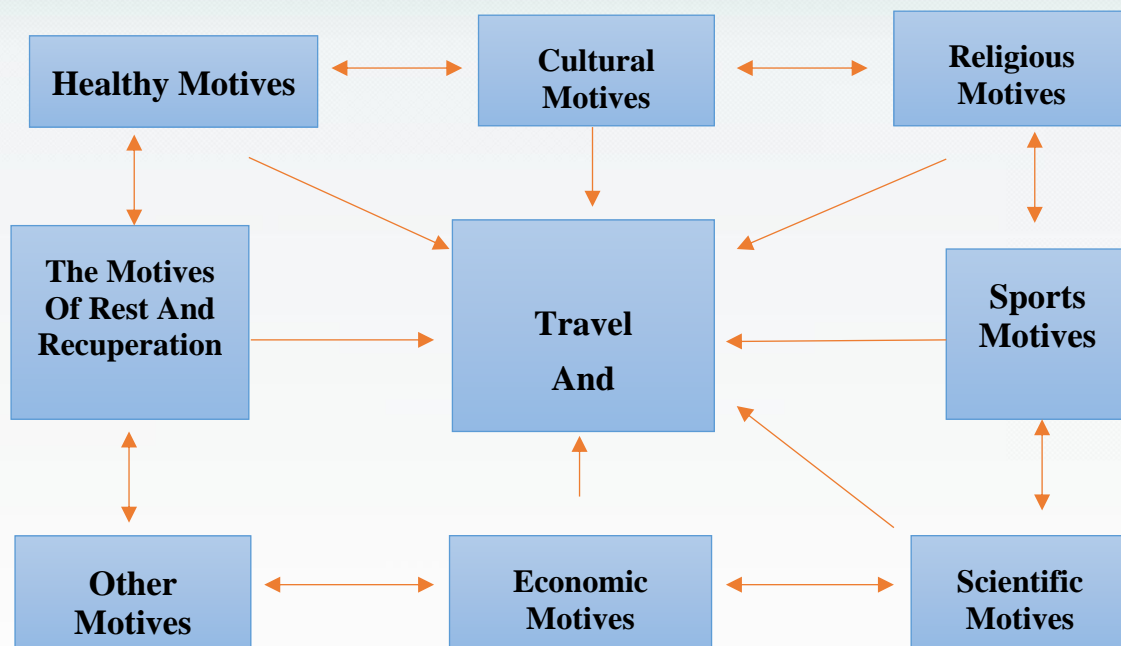 Healthy Motives
Cultural
Motives
Religious
Motives
The Motives
Of Rest And
Recuperation
Travel
And
Sports
Motives
Other
Motives
Economic
Motives
Scientific
Motives